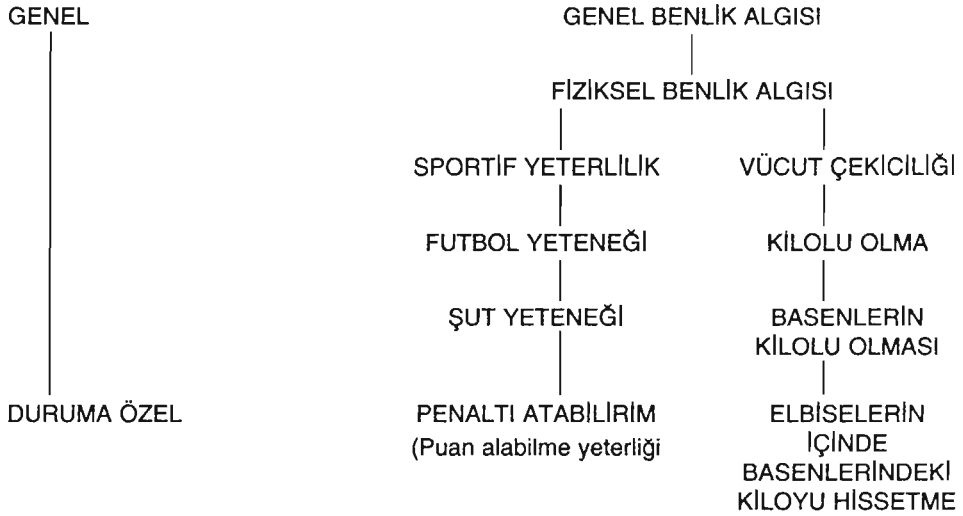 GENEL
GENEL BENLİK ALGISI
FİZİKSEL BENLİK ALGISI
SPORTİF YETERLİLİK
VÜCUT ÇEKİCİLİĞİ
FUTBOL YETENEĞİ
KİLOLU OLMA
ŞUT YETENEĞİ
BASENLERİN
KİLOLU OLMASI
DURUMA ÖZEL
PENALTI ATABİLİRİM
(Puan alabilme yeterliği
ELBİSELERİN
İÇİNDE
BASENLERİNDEKİ
KİLOYU HİSSETME